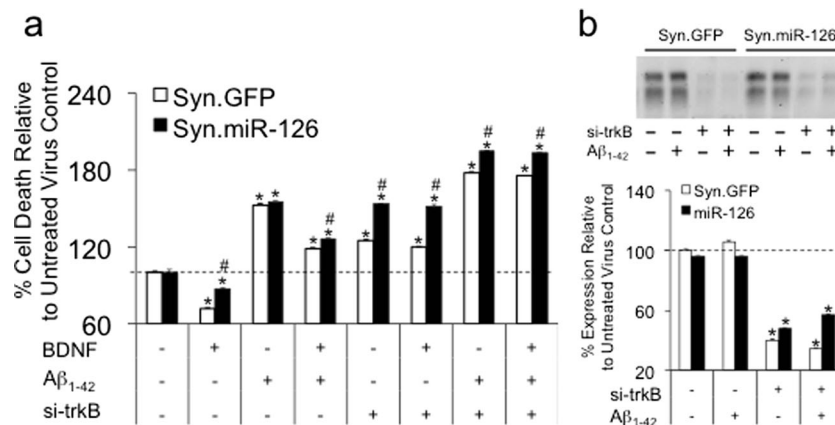 a
% Cell Death Relative
to Untreated Virus Control
240
180
120
60
Syn.GFP
Syn.miR-126
* # * * * * # * * # * * # * * # * * # *
BDNF - + - + - + - +
Aβ1-42 - - + + - - + +
si-trkB - - - - + + + +
b
Syn.GFP Syn.miR-126
si-trkB - - + + - - + +
Aβ1-42 - + - + - + - +
% Expression Relative
to Untreated Virus Control
140
100
60
20
Syn.GFP
miR-126
* * * *
si-trkB - - + +
Aβ1-42 - + - +